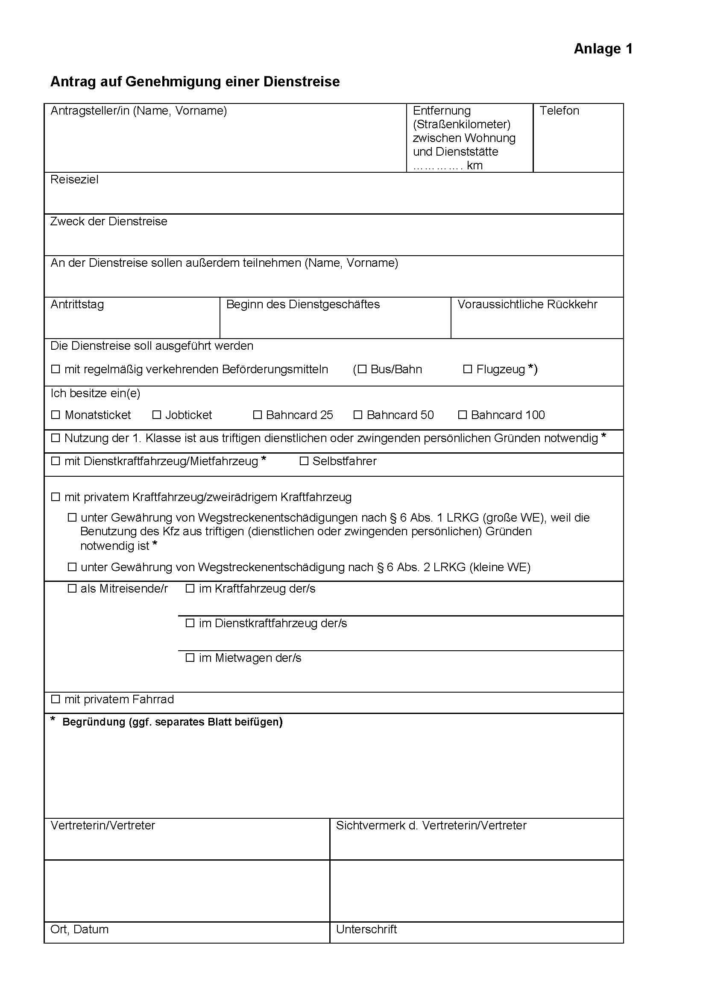 Anlage 1
Antrag auf Genehmigung einer Dienstreise
Antragsteller/in (Name, Vorname)
Entfernung
(Straßenkilometer)
zwischen Wohnung
und Dienststätte
…………. km
Telefon
Reiseziel
Zweck der Dienstreise
An der Dienstreise sollen außerdem teilnehmen (Name, Vorname)
Antrittstag
Beginn des Dienstgeschäftes
Voraussichtliche Rückkehr
Die Dienstreise soll ausgeführt werden
☐ mit regelmäßig verkehrenden Beförderungsmitteln (☐ Bus/Bahn ☐ Flugzeug *)
Ich besitze ein(e)
☐ Monatsticket ☐ Jobticket ☐ Bahncard 25 ☐ Bahncard 50 ☐ Bahncard 100
☐ Nutzung der 1. Klasse ist aus triftigen dienstlichen oder zwingenden persönlichen Gründen notwendig *
☐ mit Dienstkraftfahrzeug/Mietfahrzeug * ☐ Selbstfahrer
☐ mit privatem Kraftfahrzeug/zweirädrigem Kraftfahrzeug
☐ unter Gewährung von Wegstreckenentschädigungen nach § 6 Abs. 1 LRKG (große WE), weil die
Benutzung des Kfz aus triftigen (dienstlichen oder zwingenden persönlichen) Gründen
notwendig ist *
☐ unter Gewährung von Wegstreckenentschädigung nach § 6 Abs. 2 LRKG (kleine WE)
☐ als Mitreisende/r ☐ im Kraftfahrzeug der/s
☐ im Dienstkraftfahrzeug der/s
☐ im Mietwagen der/s
☐ mit privatem Fahrrad
* Begründung (ggf. separates Blatt beifügen)
Vertreterin/Vertreter
Sichtvermerk d. Vertreterin/Vertreter
Ort, Datum
Unterschrift